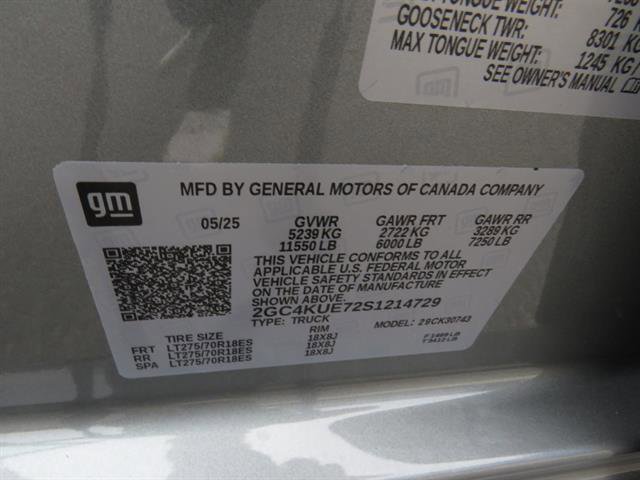 MAX TONGUE WEIGHT: 726 K
GOOSENECK TWR: 8301 KG
MAX TONGUE WEIGHT: 1245 KG/
SEE OWNER'S MANUAL
gm
MFD BY GENERAL MOTORS OF CANADA COMPANY
05/25 GVWR GAWR FRT GAWR RR
5239 KG 2722 KG 3289 KG
11550 LB 6000 LB 7250 LB
THIS VEHICLE CONFORMS TO ALL
APPLICABLE U.S. FEDERAL MOTOR
VEHICLE SAFETY STANDARDS IN EFFECT
ON THE DATE OF MANUFACTURE
SHOWN ABOVE.
2GC4KUE72S1214729
TYPE: TRUCK MODEL: 29CK30743
TIRE SIZE RIM
FRT LT275/70R18ES 18X8J
RR LT275/70R18ES 18X8J
SPA LT275/70R18ES 18X8J